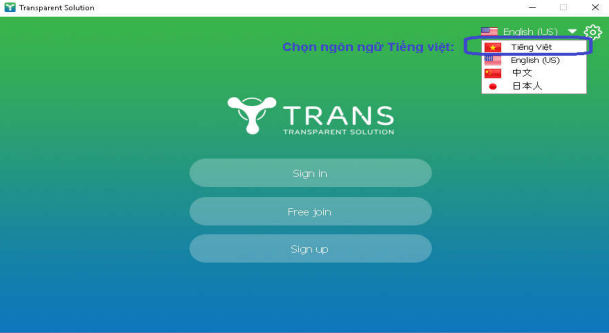 Transparent Solution
English (US)
Chọn ngôn ngữ Tiếng việt:
Tiếng Việt
English (US)
中文
日本人
TRANS
TRANSPARENT SOLUTION
Sign in
Free join
Sign up